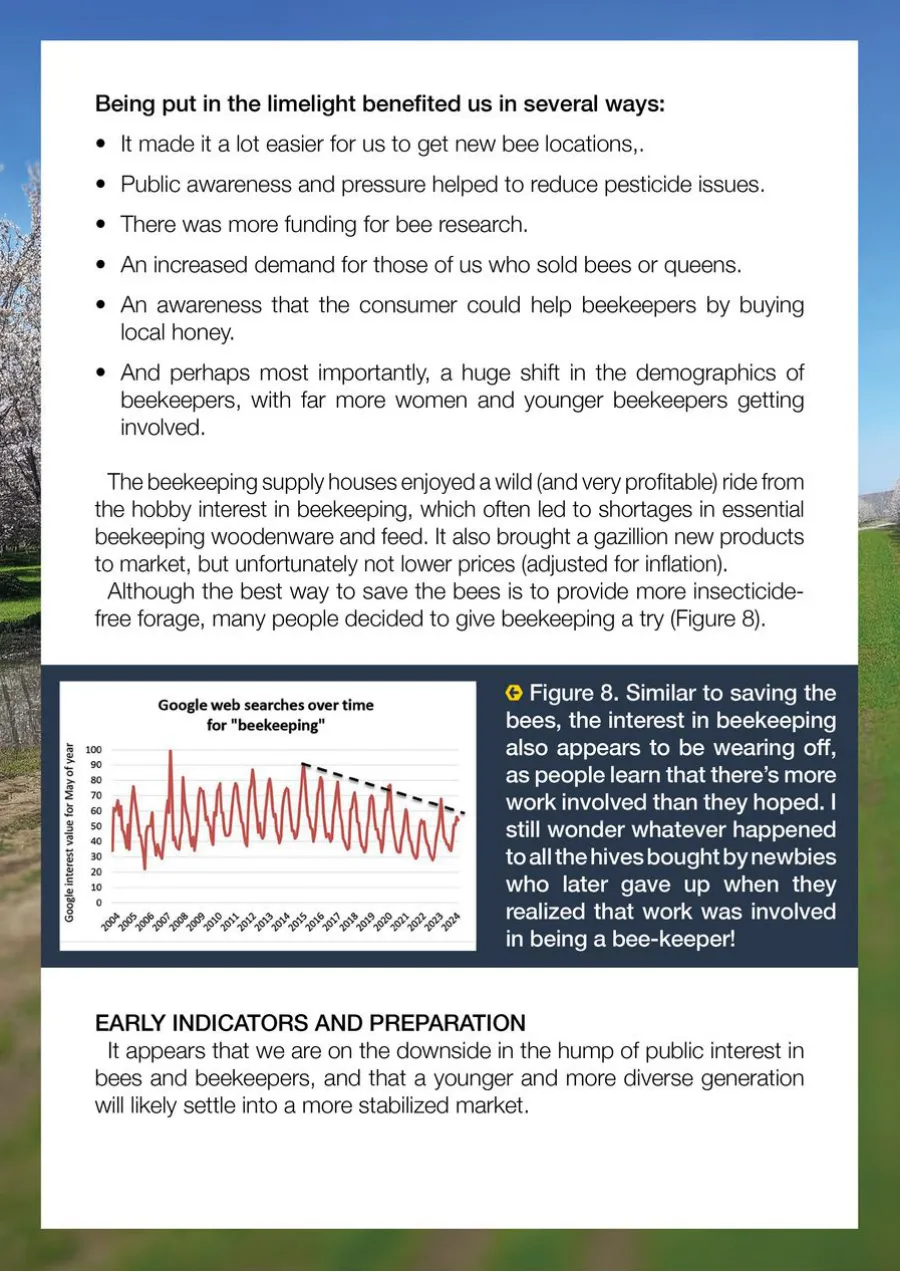 Being put in the limelight benefited us in several ways:
• It made it a lot easier for us to get new bee locations,.
• Public awareness and pressure helped to reduce pesticide issues.
• There was more funding for bee research.
• An increased demand for those of us who sold bees or queens.
• An awareness that the consumer could help beekeepers by buying
local honey.
• And perhaps most importantly, a huge shift in the demographics of
beekeepers, with far more women and younger beekeepers getting
involved.
The beekeeping supply houses enjoyed a wild (and very profitable) ride from
the hobby interest in beekeeping, which often led to shortages in essential
beekeeping woodenware and feed. It also brought a gazillion new products
to market, but unfortunately not lower prices (adjusted for inflation).
Although the best way to save the bees is to provide more insecticide-
free forage, many people decided to give beekeeping a try (Figure 8).
Google web searches over time
for "beekeeping"
Google interest value for May of year
100
90
80
70
60
50
40
30
20
10
0
2004
2005
2006
2007
2008
2009
2010
2011
2012
2013
2014
2015
2016
2017
2018
2019
2020
2021
2022
2023
2024
Figure 8. Similar to saving the
bees, the interest in beekeeping
also appears to be wearing off,
as people learn that there's more
work involved than they hoped. I
still wonder whatever happened
to all the hives bought by newbies
who later gave up when they
realized that work was involved
in being a bee-keeper!
EARLY INDICATORS AND PREPARATION
It appears that we are on the downside in the hump of public interest in
bees and beekeepers, and that a younger and more diverse generation
will likely settle into a more stabilized market.